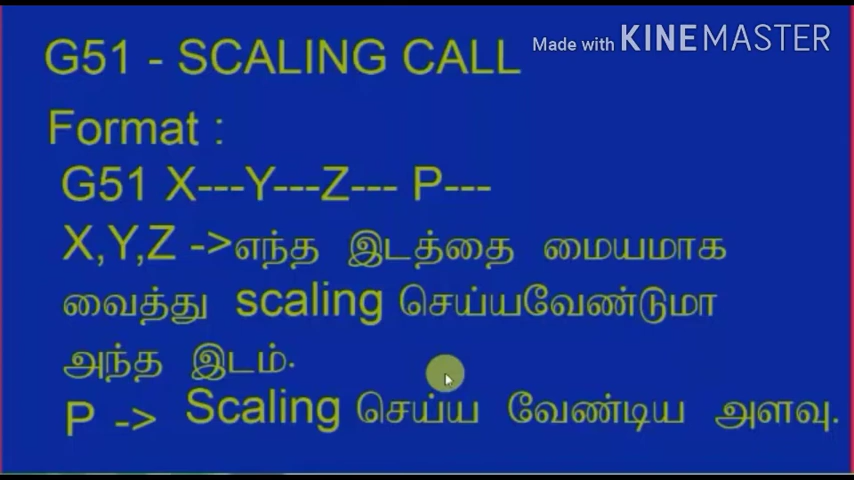 G51 - SCALING CALL
Made with KINEMASTER
Format :
G51 X---Y---Z--- P---
X,Y,Z ->எந்த இடத்தை மையமாக
வைத்து scaling செய்யவேண்டுமா
அந்த இடம்.
P -> Scaling செய்ய வேண்டிய அளவு.